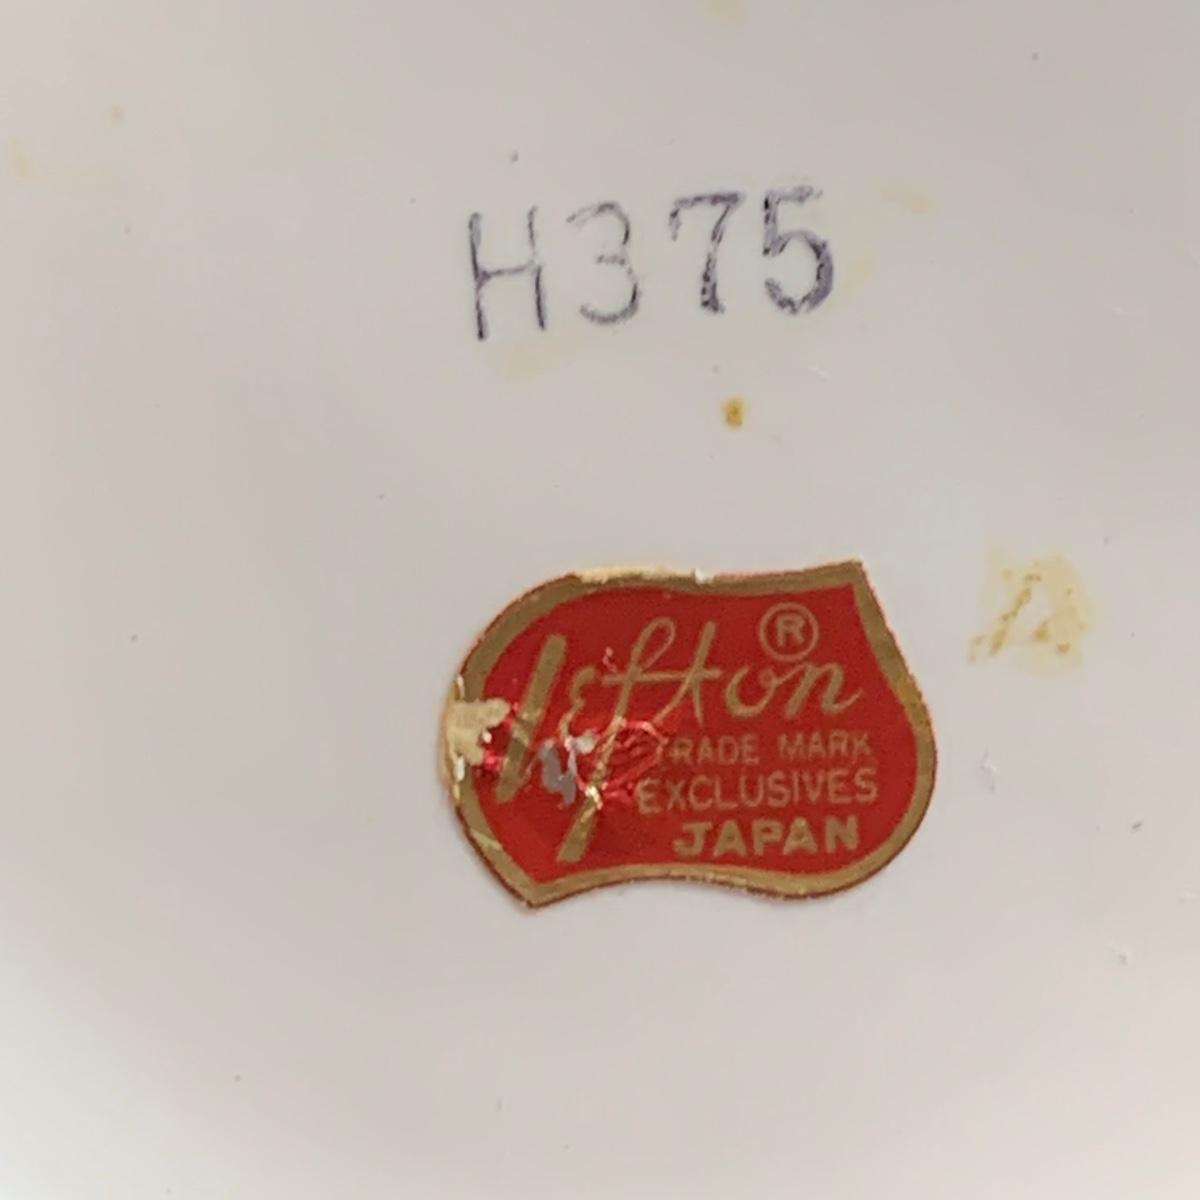 H375
Lefton ®
TRADE MARK
EXCLUSIVES
JAPAN